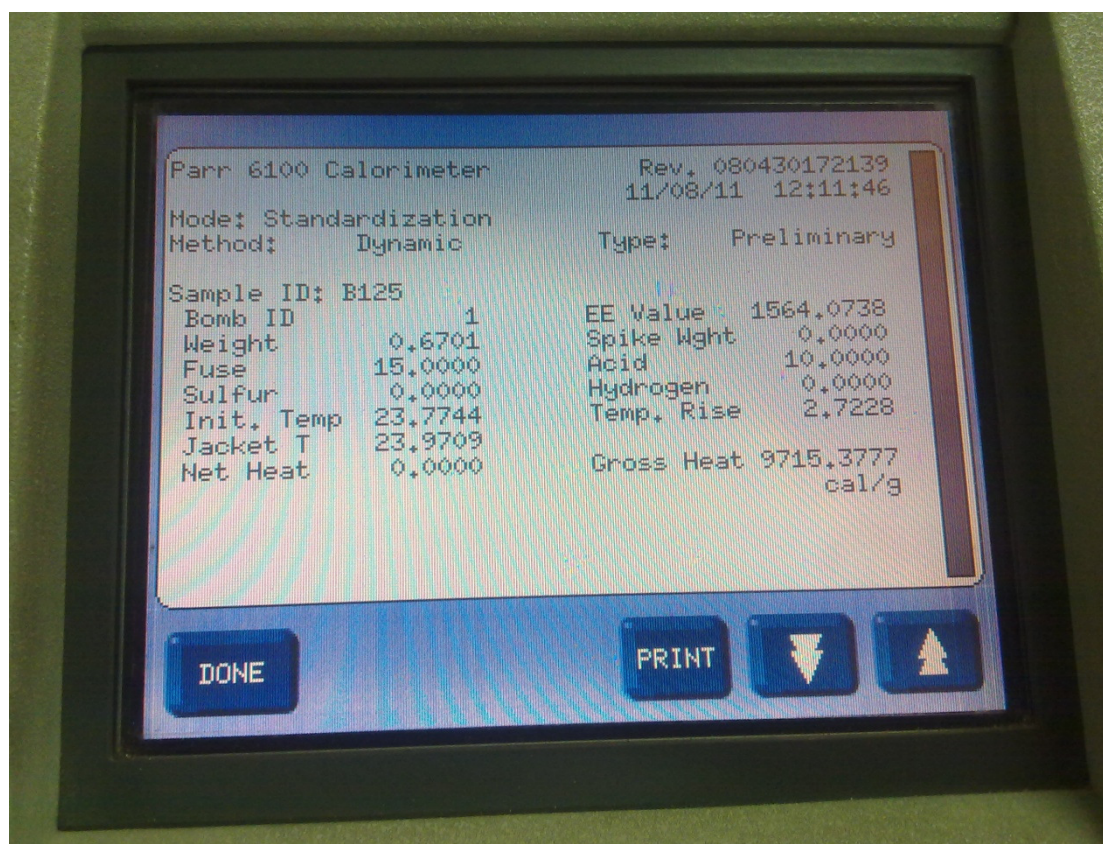 Parr 6100 Calorimeter Rev. 080430172139
11/08/11 12:11:46
Mode: Standardization
Method: Dynamic Type: Preliminary
Sample ID: B125
Bomb ID 1 EE Value 1564.0738
Weight 0.6701 Spike Wght 0.0000
Fuse 15.0000 Acid 10.0000
Sulfur 0.0000 Hydrogen 0.0000
Init. Temp 23.7744 Temp. Rise 2.7228
Jacket T 23.9709
Net Heat 0.0000 Gross Heat 9715.3777
cal/g
DONE PRINT